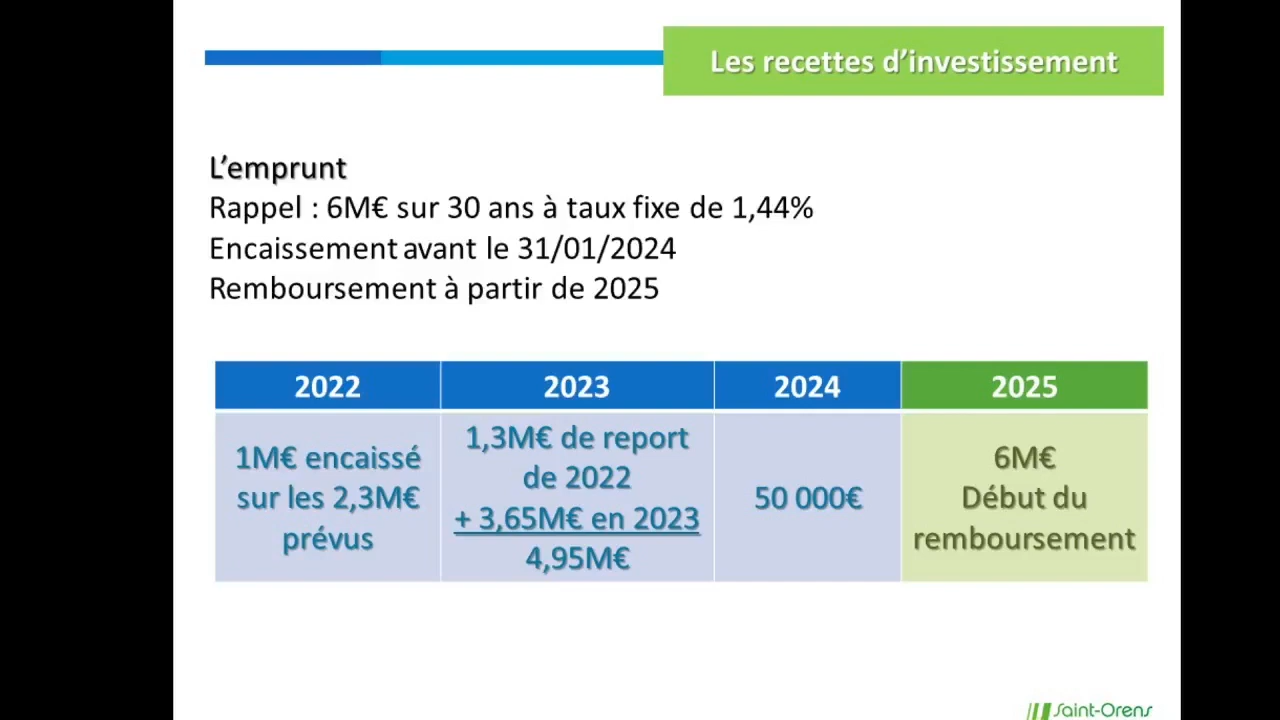 Les recettes d’investissement
L’emprunt
Rappel : 6M€ sur 30 ans à taux fixe de 1,44%
Encaissement avant le 31/01/2024
Remboursement à partir de 2025
2022
2023
2024
2025
1M€ encaissé
sur les 2,3M€
prévus
1,3M€ de report
de 2022
+ 3,65M€ en 2023
4,95M€
50 000€
6M€
Début du
remboursement
Saint-Orens